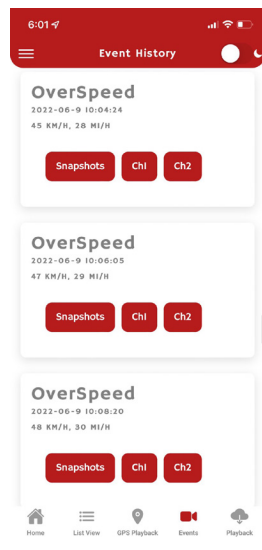 6:01
Event History
OverSpeed
2022-06-9 10:04:24
45 KM/H, 28 MI/H
Snapshots Ch1 Ch2
OverSpeed
2022-06-9 10:06:05
47 KM/H, 29 MI/H
Snapshots Ch1 Ch2
OverSpeed
2022-06-9 10:08:20
48 KM/H, 30 MI/H
Snapshots Ch1 Ch2
Home List View GPS Playback Events Playback